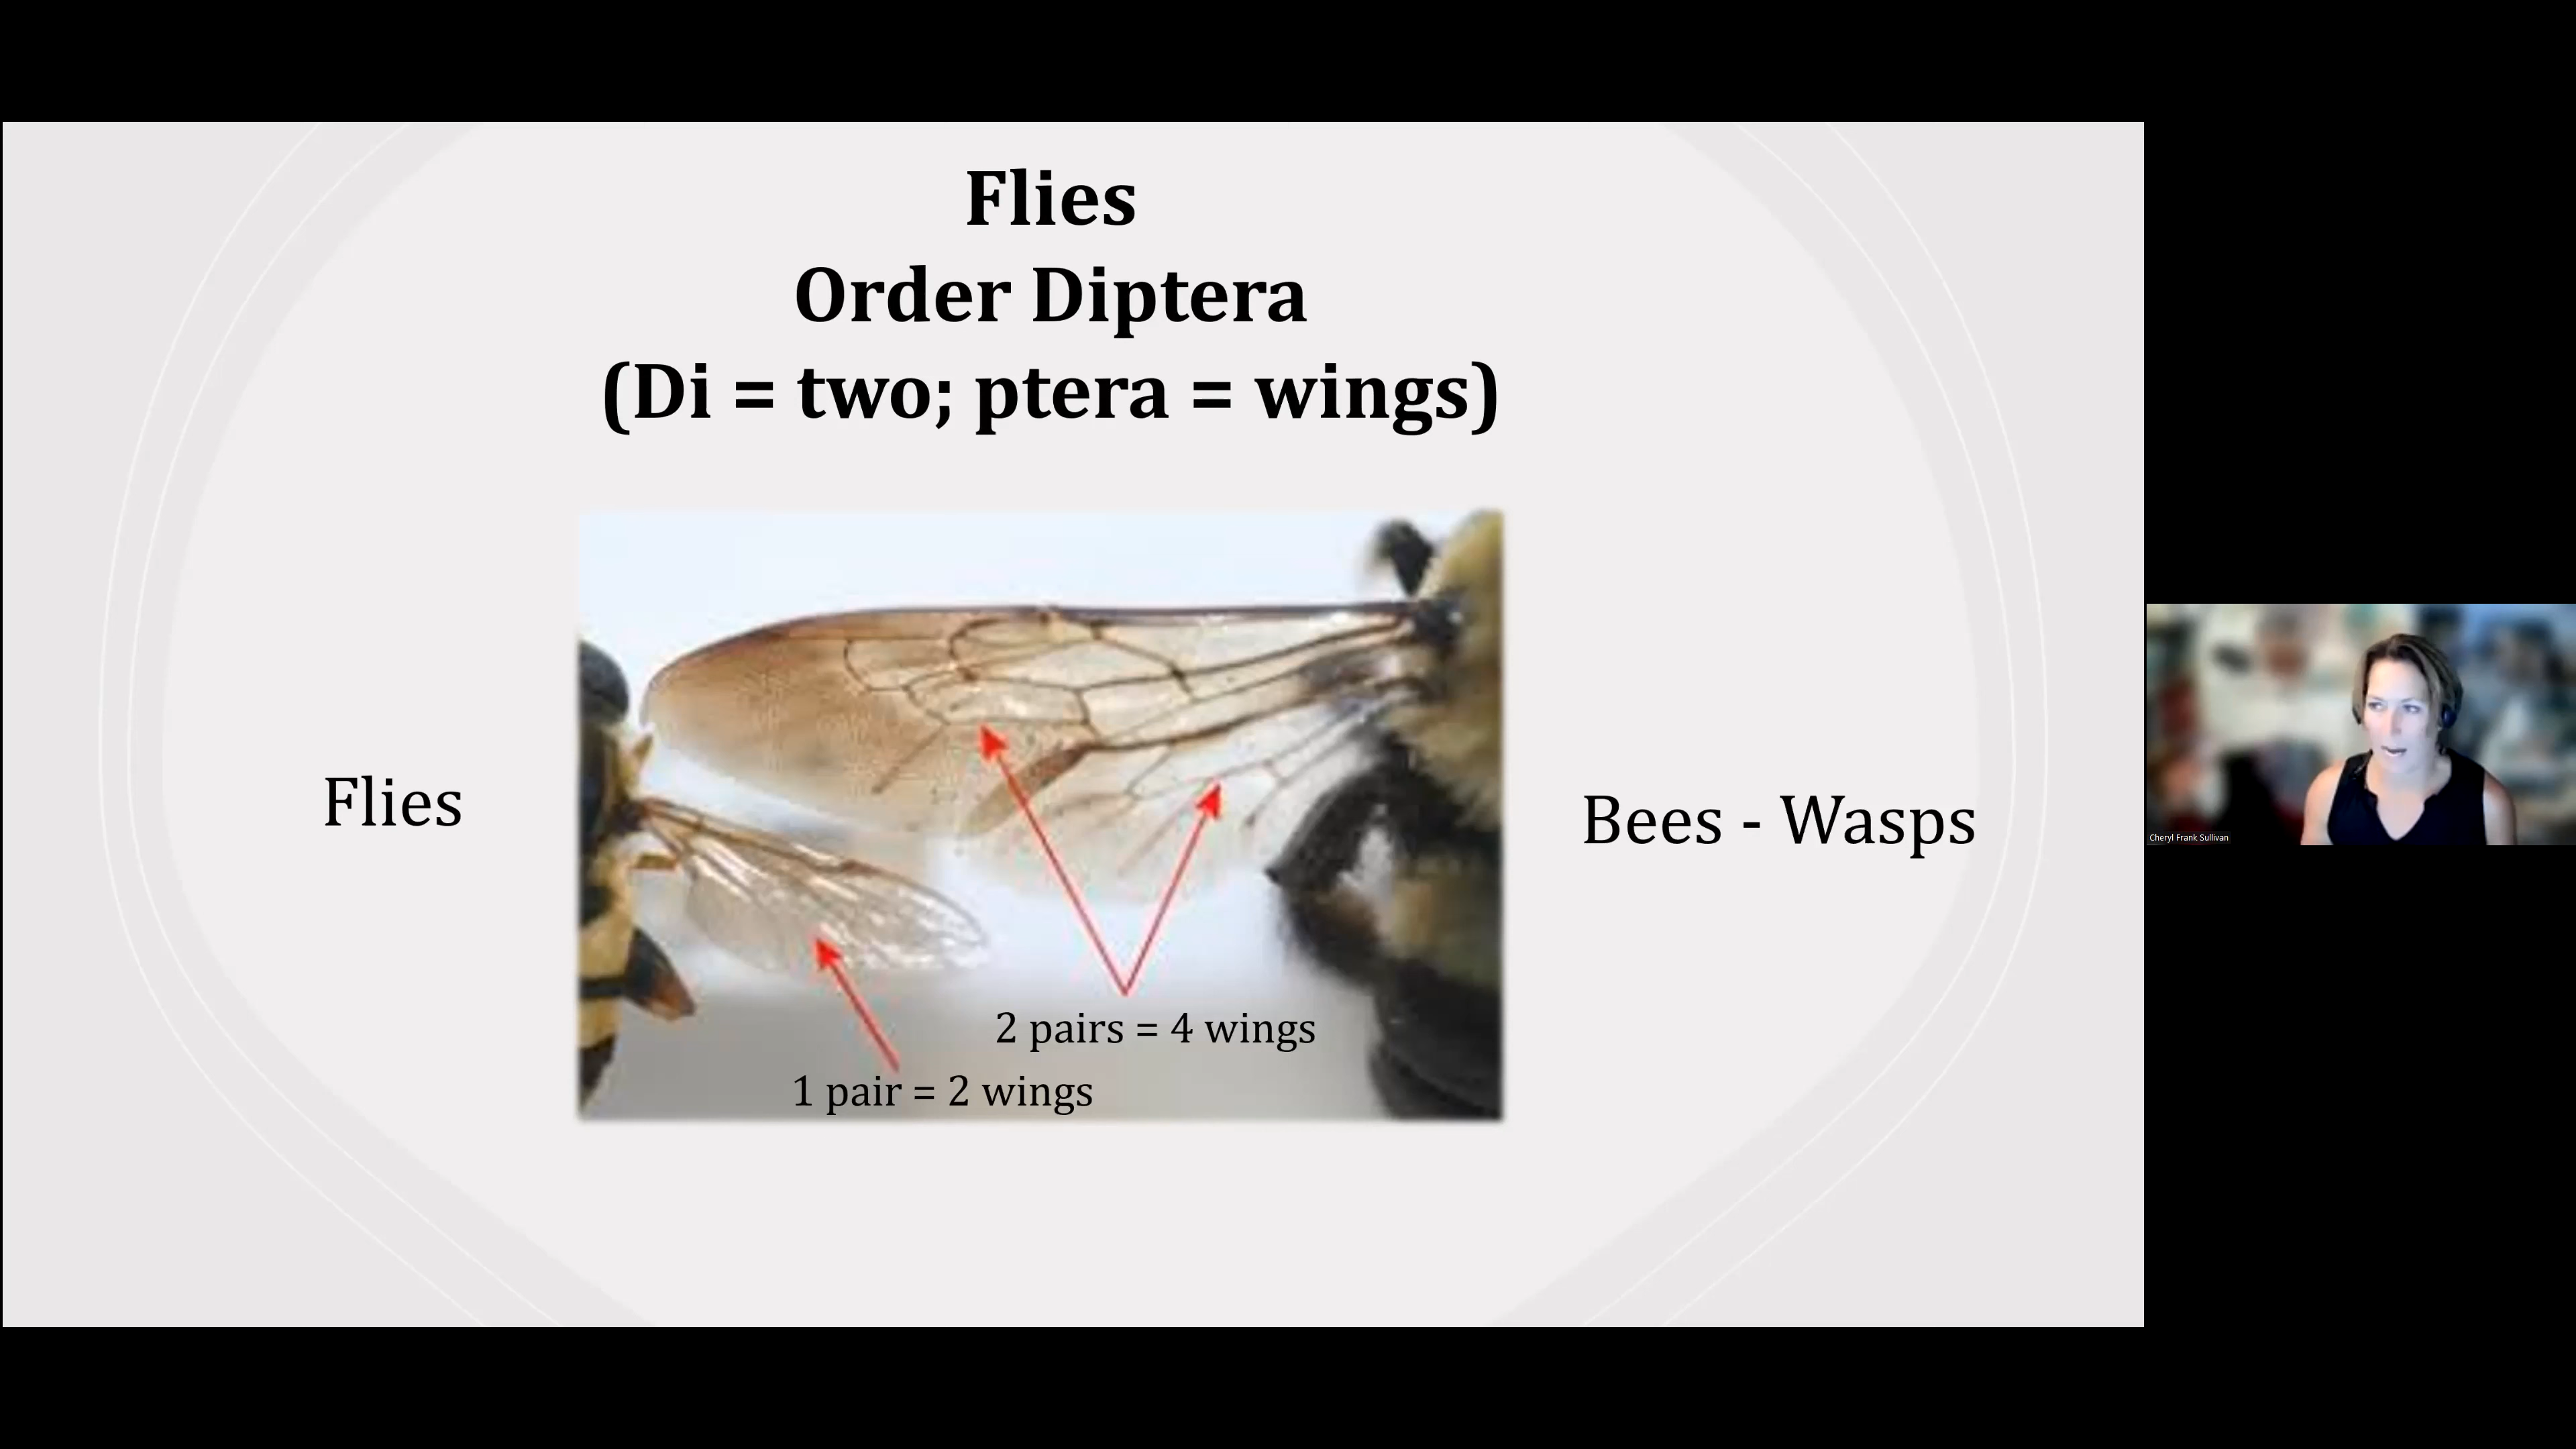 Flies
Order Diptera
(Di = two; ptera = wings)
Flies
Bees - Wasps
2 pairs = 4 wings
1 pair = 2 wings
Cheryl Frank Sullivan